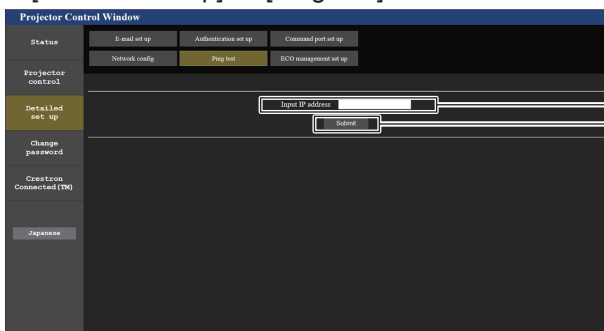 Projector Control Window
Status
E-mail set up
Authentication set up
Command port set up
Network config
Ping test
ECO management set up
Projector
control
Detailed
set up
Input IP address
Submit
Change
password
Crestron
Connected(TM)
Japanese